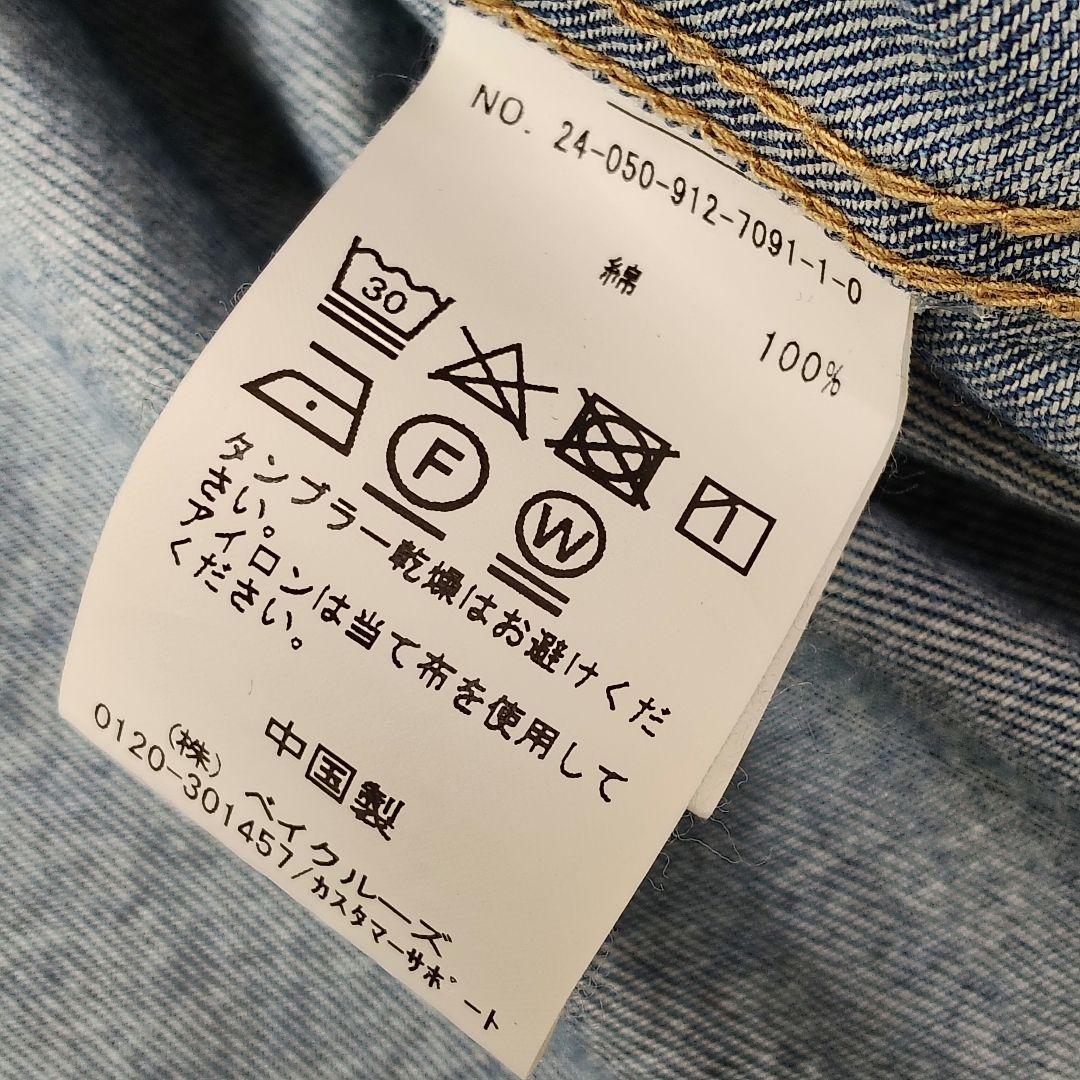 NO. 24-050-912-7091-1-0
綿 100%
30
F
W
タンブラー乾燥はお避けくだ
さい。
アイロンは当て布を使用して
ください。
中国製
(株) ベイクルーズ
0120-301457/カスタマーサポート